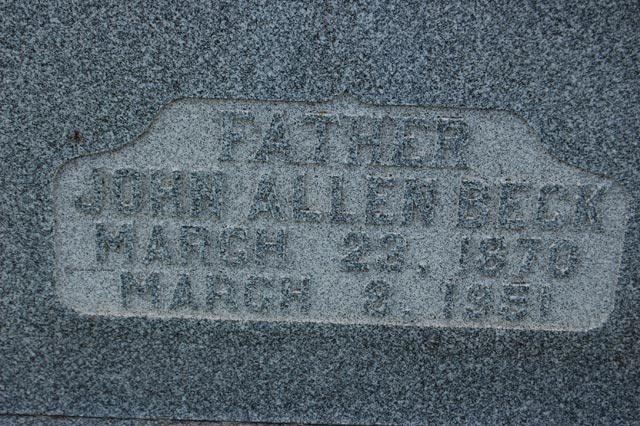 FATHER
JOHN ALLEN BECK
MARCH 23, 1870
MARCH 2, 1951